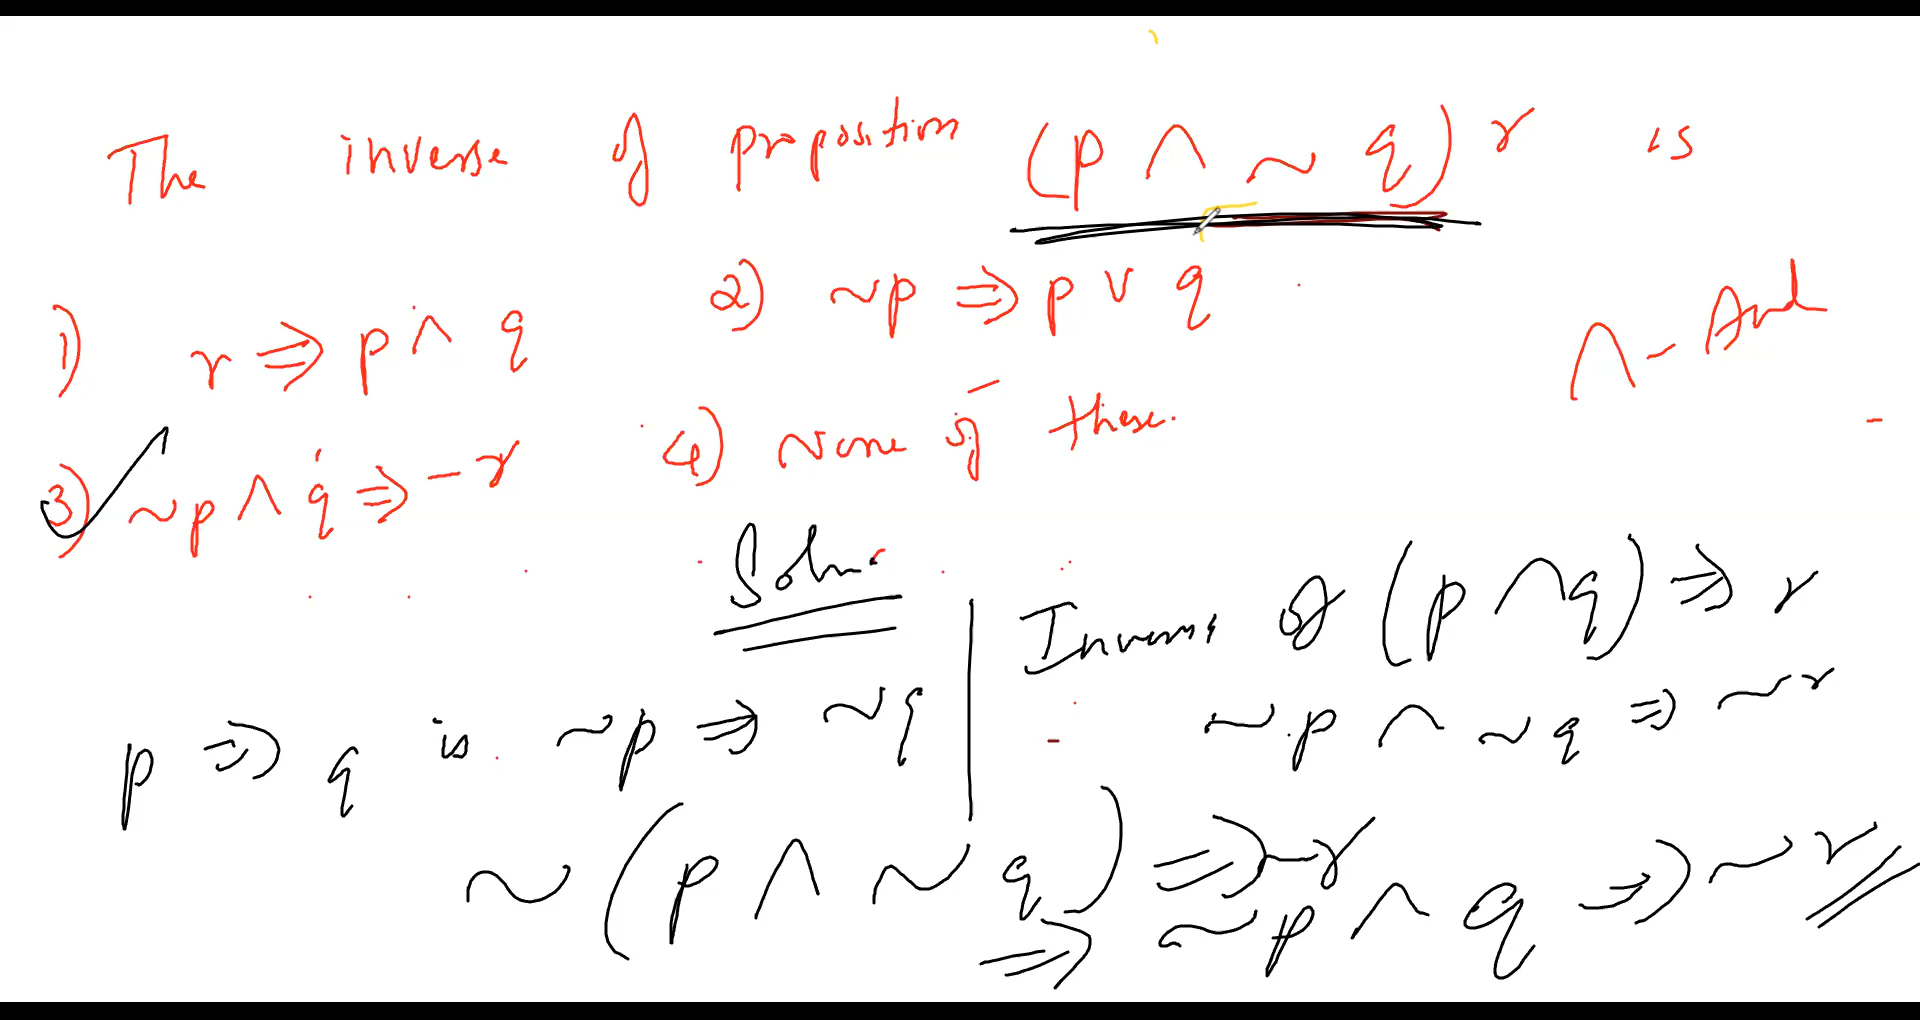 The inverse of proposition (p ∧ ~ q) r is
1) r ⇒ p ∧ q
2) ~p ⇒ p ∨ q
3) ~p ∧ q ⇒ -r
4) None of these.
∧ - And
Soln.
p ⇒ q is ~p ⇒ ~q
Inverse of (p ∧ q) ⇒ r
~p ∧ ~q ⇒ ~r
~(p ∧ ~ q) ⇒ -r
⇒ ~p ∧ q ⇒ ~r